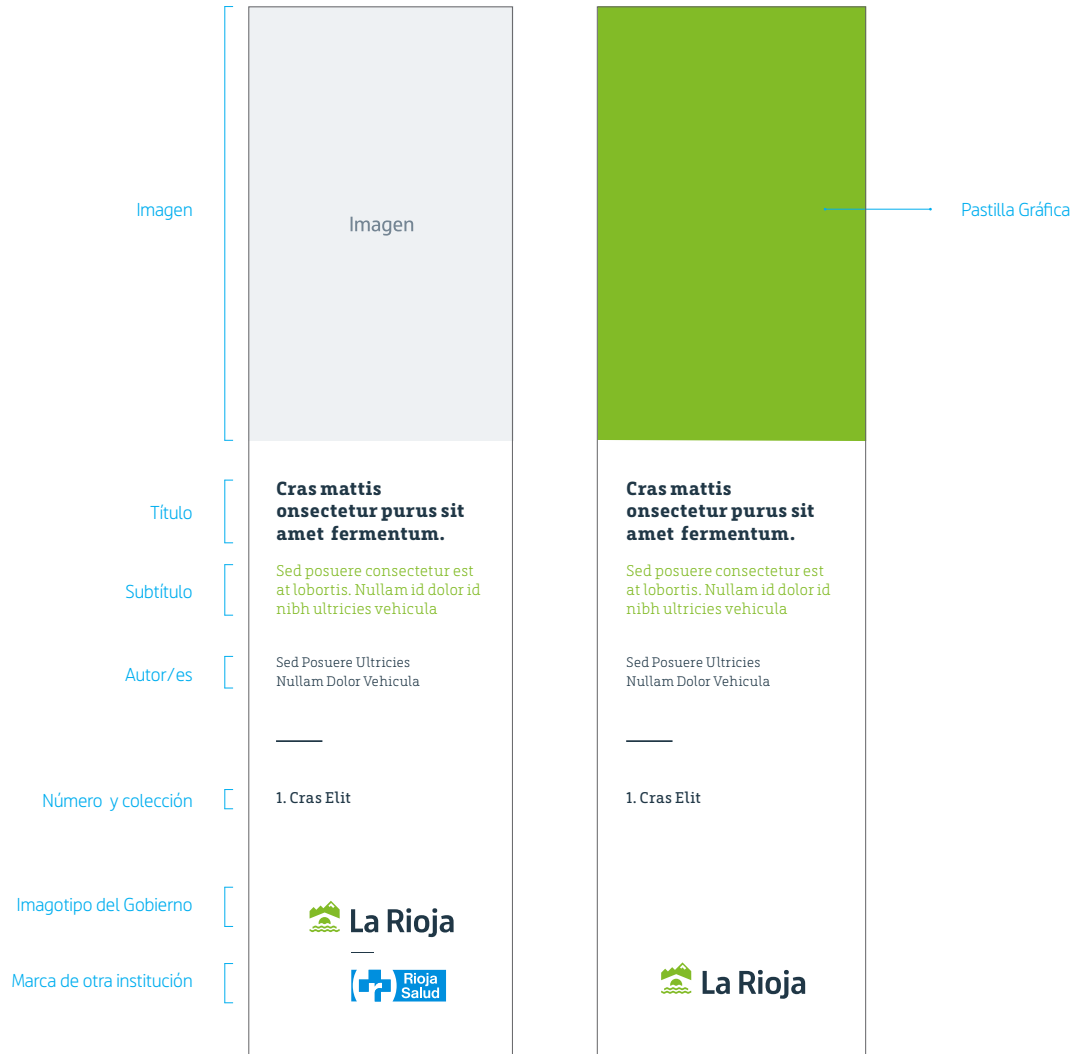 Imagen
Imagen
Pastilla Gráfica
Título
Cras mattis
onsectetur purus sit
amet fermentum.
Cras mattis
onsectetur purus sit
amet fermentum.
Subtítulo
Sed posuere consectetur est
at lobortis. Nullam id dolor id
nibh ultricies vehicula
Sed posuere consectetur est
at lobortis. Nullam id dolor id
nibh ultricies vehicula
Autor/es
Sed Posuere Ultricies
Nullam Dolor Vehicula
Sed Posuere Ultricies
Nullam Dolor Vehicula
Número y colección
1. Cras Elit
1. Cras Elit
Imagotipo del Gobierno
La Rioja
Marca de otra institución
Rioja
Salud
La Rioja